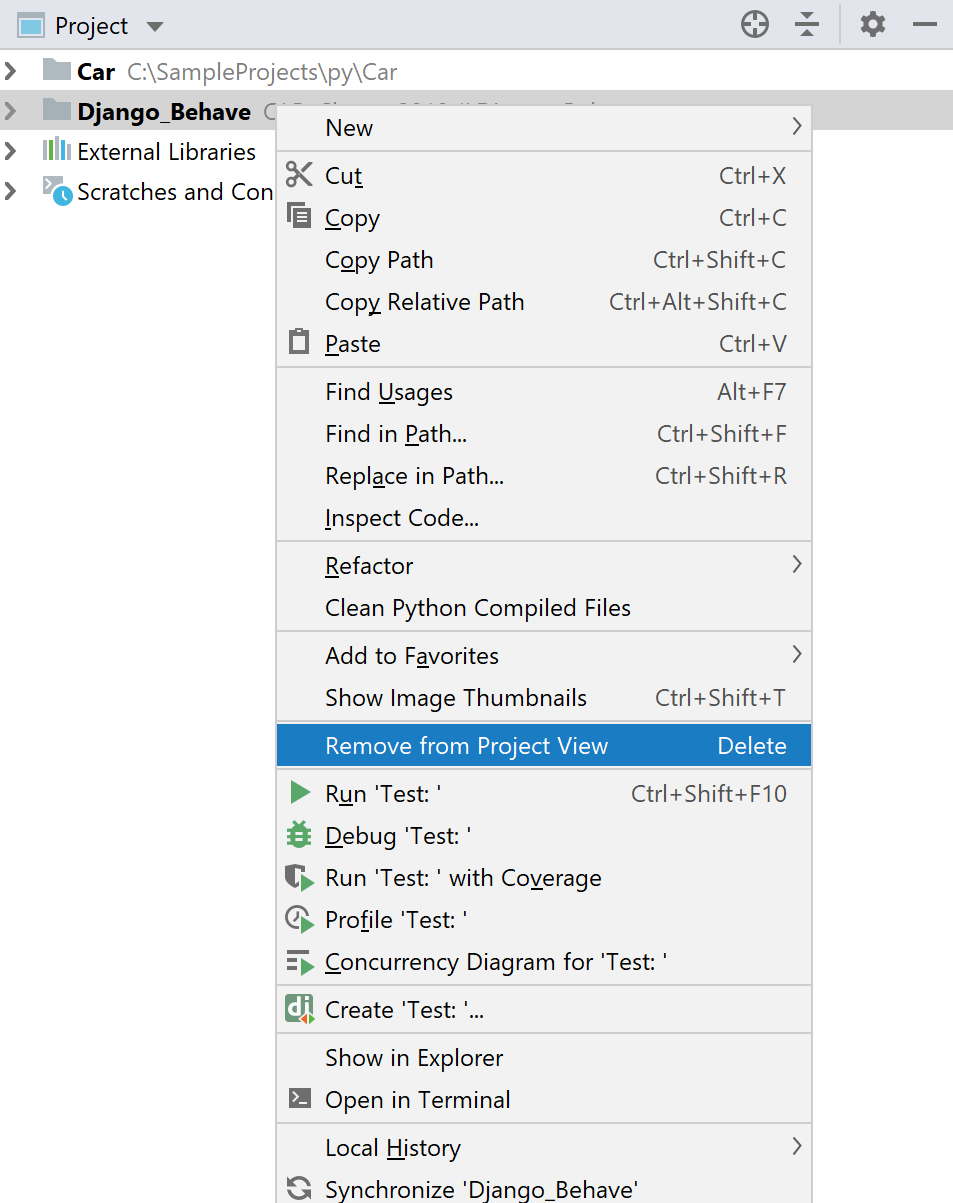 Project
Car C:\SampleProjects\py\Car
Django_Behave
External Libraries
Scratches and Con
New
Cut Ctrl+X
Copy Ctrl+C
Copy Path Ctrl+Shift+C
Copy Relative Path Ctrl+Alt+Shift+C
Paste Ctrl+V
Find Usages Alt+F7
Find in Path... Ctrl+Shift+F
Replace in Path... Ctrl+Shift+R
Inspect Code...
Refactor
Clean Python Compiled Files
Add to Favorites
Show Image Thumbnails Ctrl+Shift+T
Remove from Project View Delete
Run 'Test: ' Ctrl+Shift+F10
Debug 'Test: '
Run 'Test: ' with Coverage
Profile 'Test: '
Concurrency Diagram for 'Test: '
dj Create 'Test: '...
Show in Explorer
Open in Terminal
Local History
Synchronize 'Django_Behave'